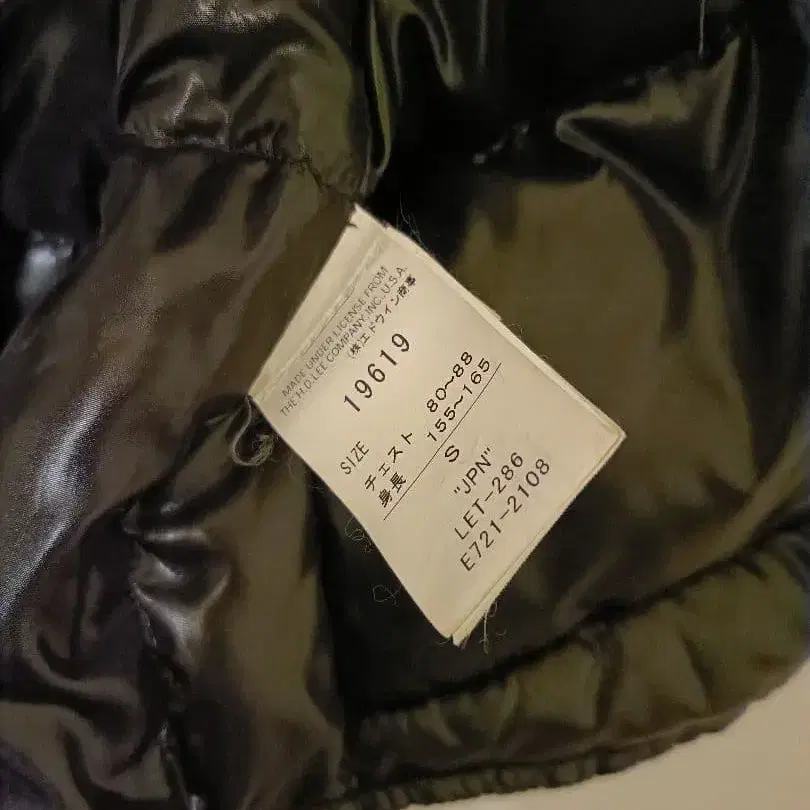 MADE UNDER LICENSE FROM
THE H.D.LEE COMPANY,INC.U.S.A.
(株)エドウイン商事
19619
SIZE
チェスト 80~88
身長 155~165
S
"JPN"
LET-286
E721-2108